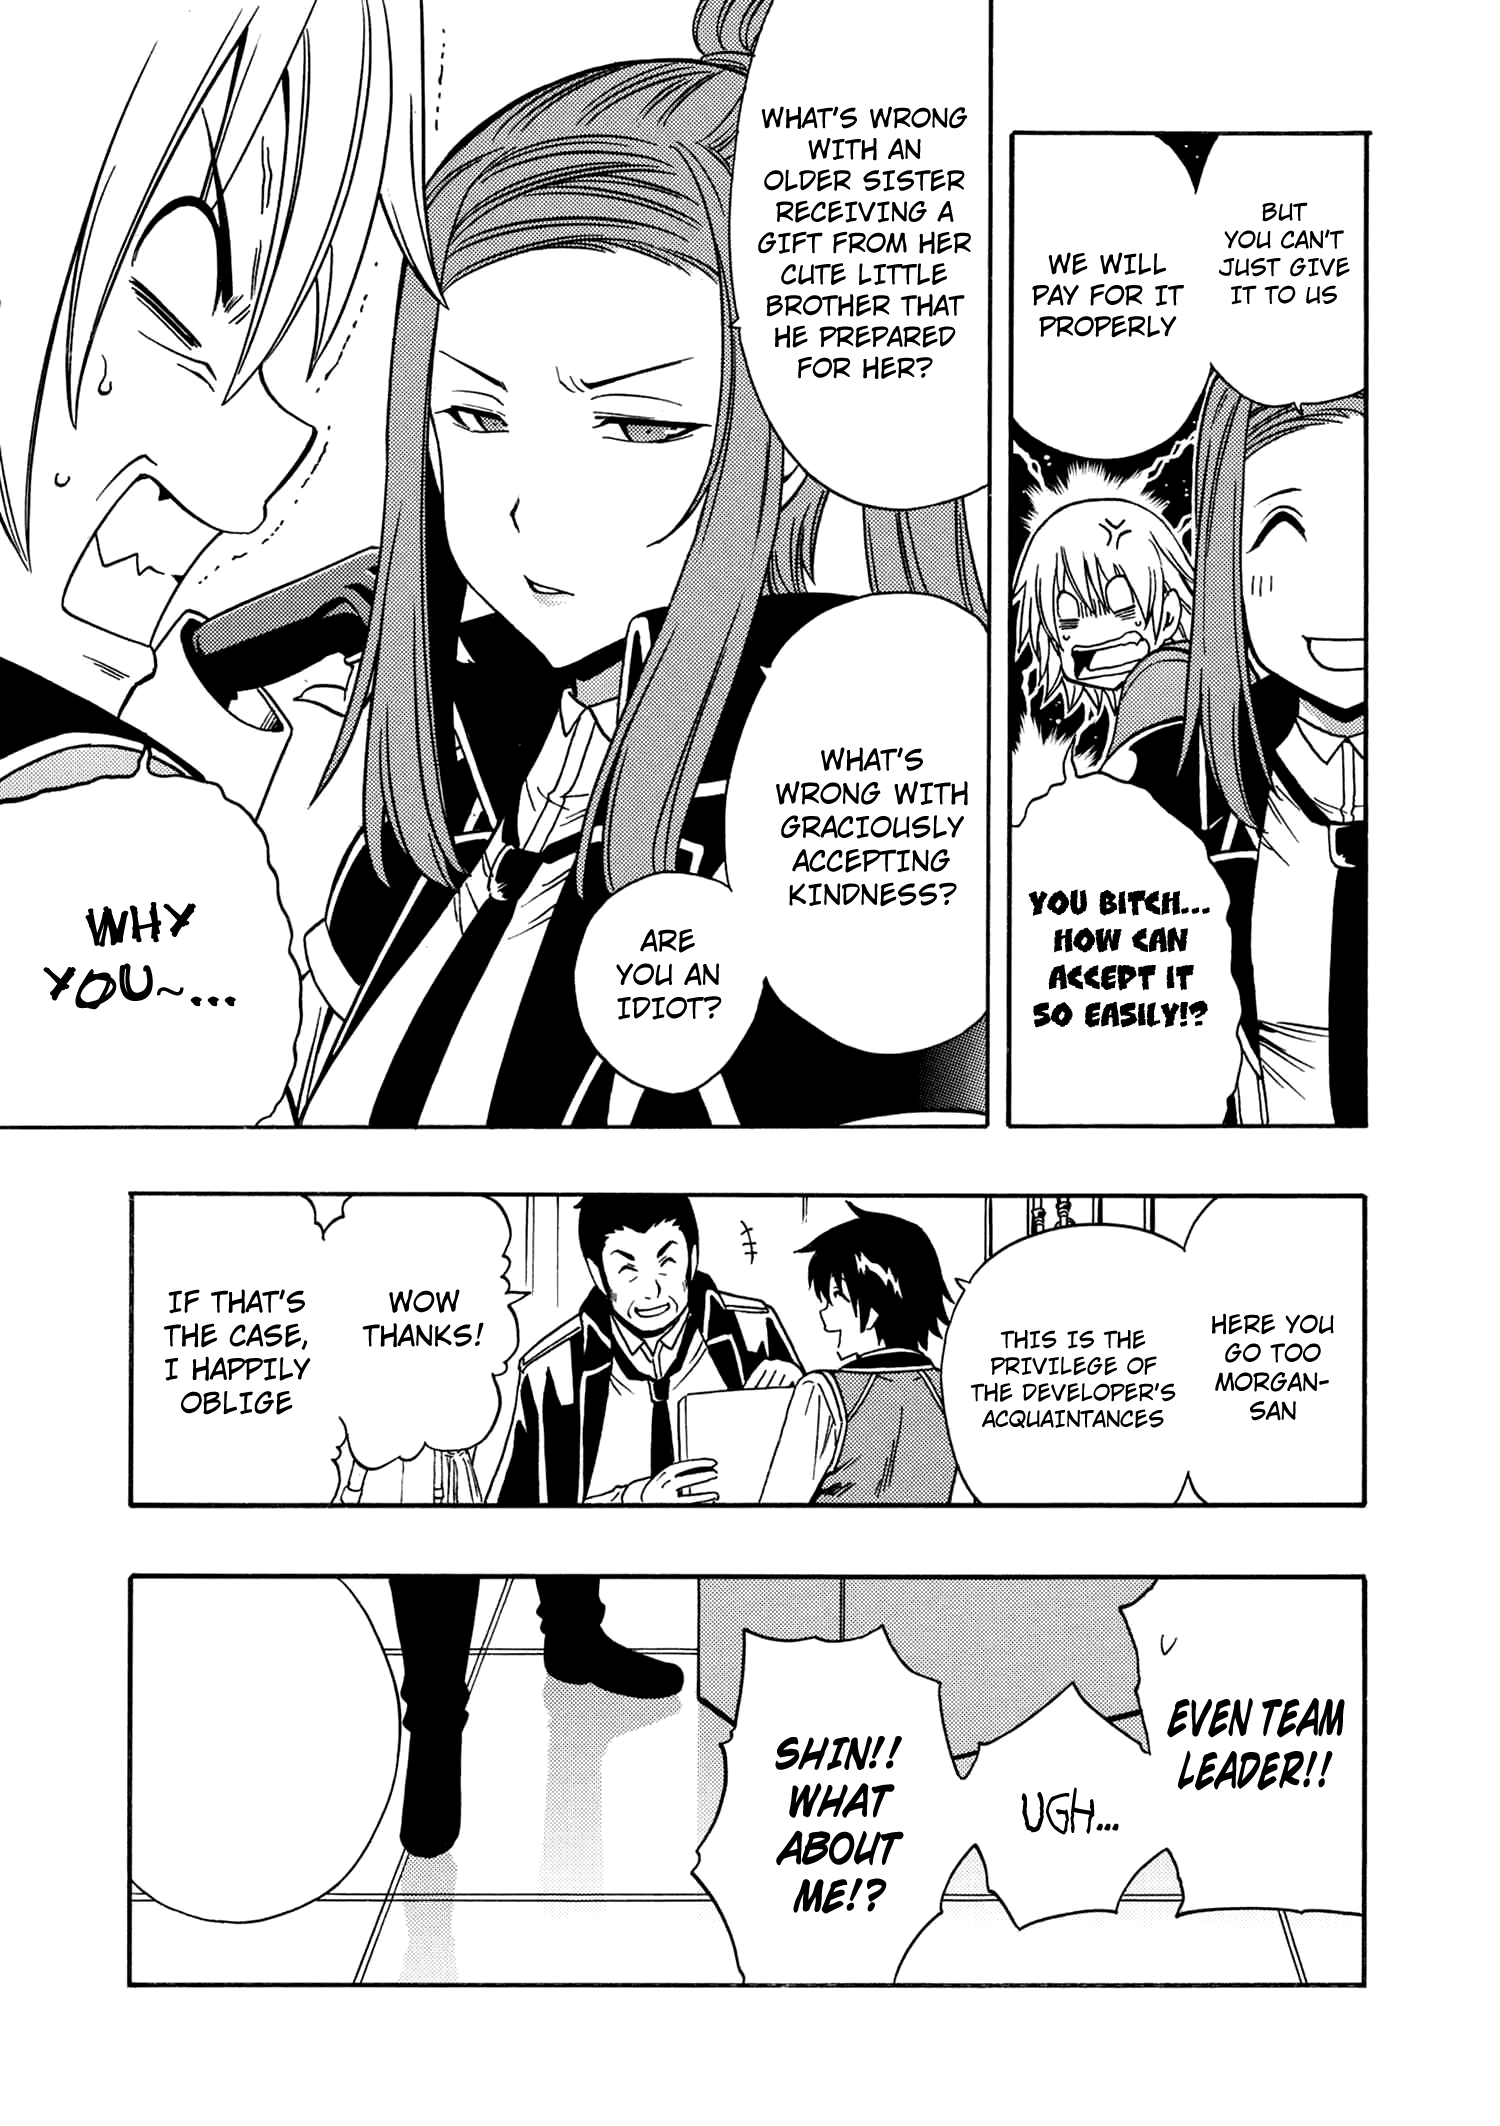 BUT
YOU CAN'T
JUST GIVE
IT TO US
WE WILL
PAY FOR IT
PROPERLY
YOU BITCH...
HOW CAN
ACCEPT IT
SO EASILY!?
WHAT'S WRONG
WITH AN
OLDER SISTER
RECEIVING A
GIFT FROM HER
CUTE LITTLE
BROTHER THAT
HE PREPARED
FOR HER?
WHAT'S
WRONG WITH
GRACIOUSLY
ACCEPTING
KINDNESS?
ARE
YOU AN
IDIOT?
WHY
YOU~...
HERE YOU
GO TOO
MORGAN-
SAN
THIS IS THE
PRIVILEGE OF
THE DEVELOPER'S
ACQUAINTANCES
WOW
THANKS!
IF THAT'S
THE CASE,
I HAPPILY
OBLIGE
EVEN TEAM
LEADER!!
UGH...
SHIN!!
WHAT
ABOUT
ME!?